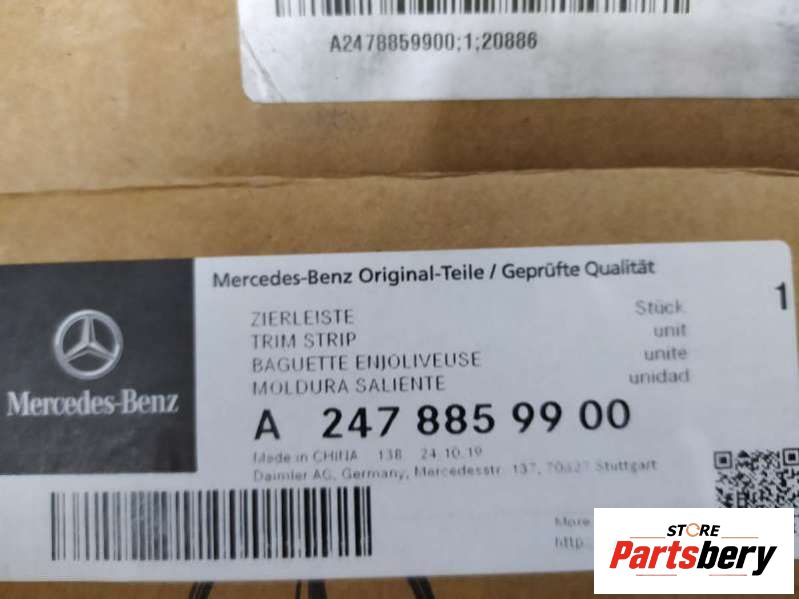 A2478859900;1;20886
Mercedes-Benz Original-Teile / Geprüfte Qualität
ZIERLEISTE Stück
TRIM STRIP unit
BAGUETTE ENJOLIVEUSE unite
MOLDURA SALIENTE unidad
1
Mercedes-Benz
A 247 885 99 00
Made in CHINA 138 24.10.19
Daimler AG, Germany, Mercedesstr. 137, 70327 Stuttgart
More
http
STORE
Partsbery